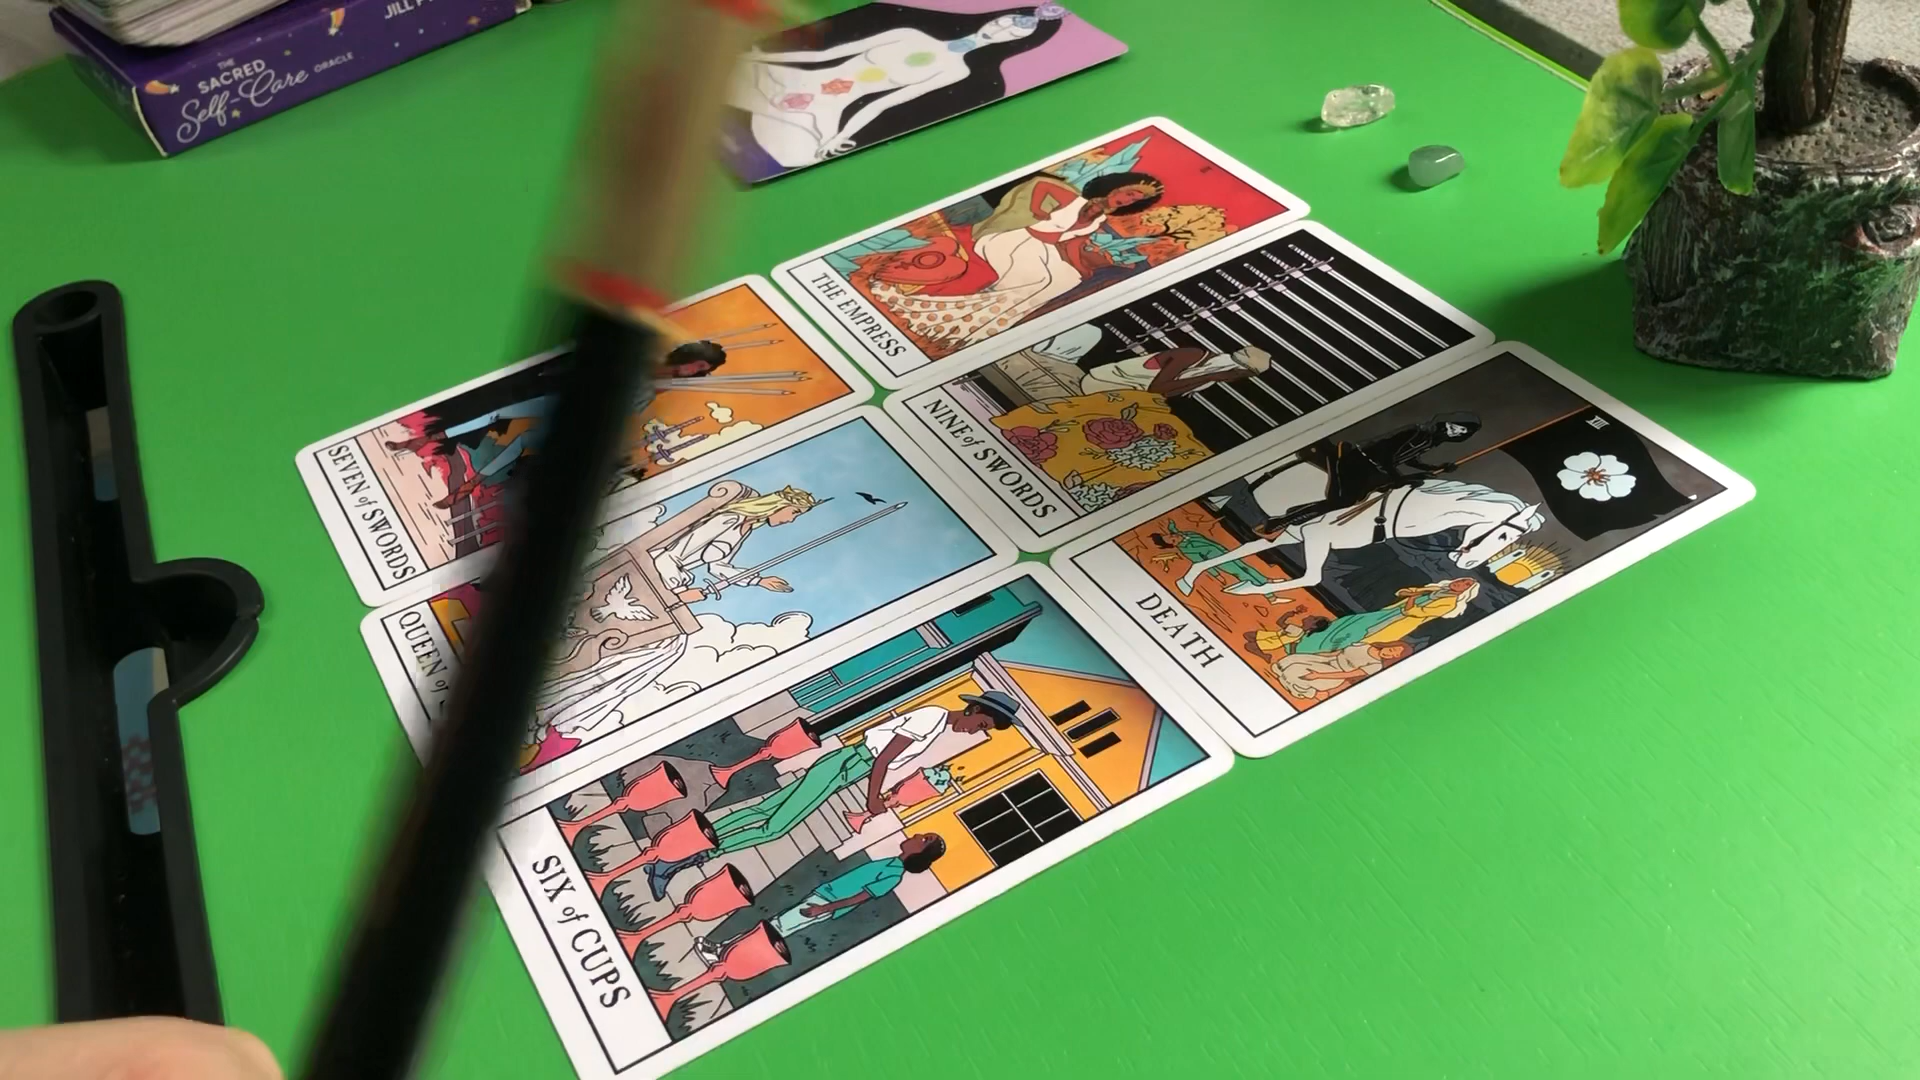 JILL P
THE
SACRED
Self-Care
ORACLE
THE EMPRESS
SEVEN of SWORDS
NINE of SWORDS
XIII
QUEEN of
DEATH
SIX of CUPS